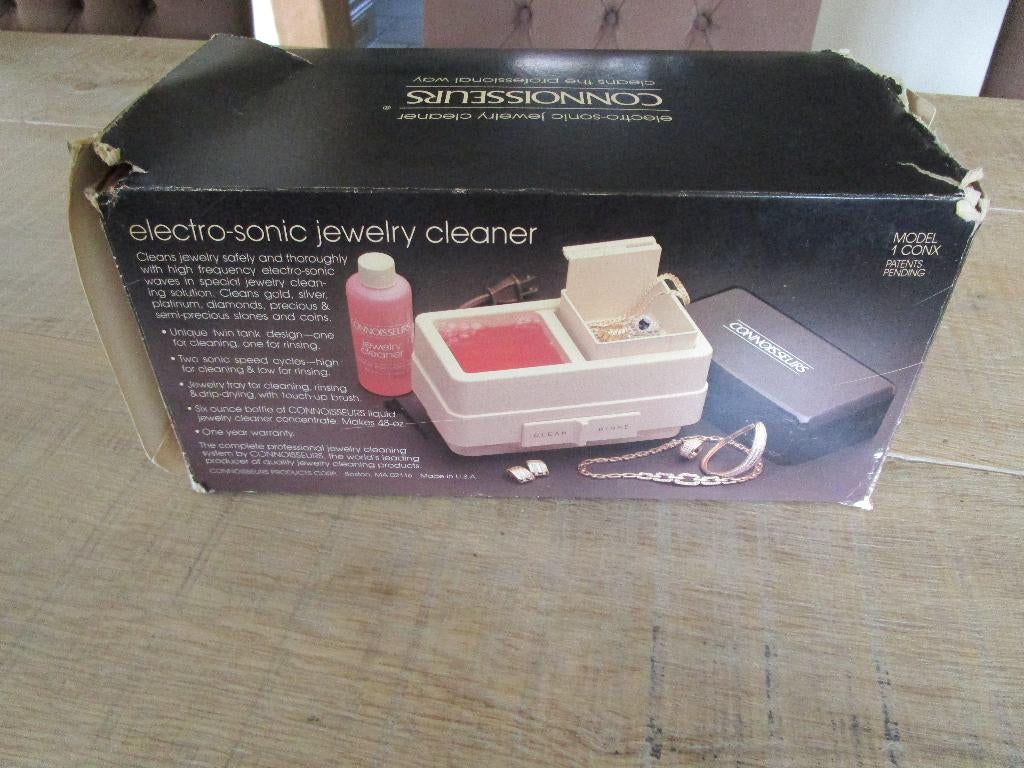 electro-sonic jewelry cleaner
CONNOISSEURS®
cleans the professional way
electro-sonic jewelry cleaner
Cleans jewelry safely and thoroughly
with high frequency electro-sonic
waves in special jewelry clean-
ing solution. Cleans gold, silver,
platinum, diamonds, precious &
semi-precious stones and coins.
• Unique twin tank design—one
for cleaning, one for rinsing.
• Two sonic speed cycles—high
for cleaning & low for rinsing.
• Jewelry tray for cleaning, rinsing
& drip-drying, with touch-up brush.
• Six ounce bottle of CONNOISSEURS liquid
jewelry cleaner concentrate. Makes 48-oz.
• One year warranty.
The complete professional jewelry cleaning
system by CONNOISSEURS, the world's leading
producer of quality jewelry cleaning products.
CONNOISSEURS PRODUCTS CORP. Boston, MA 02116 Made in U.S.A.
MODEL
1 CONX
PATENTS
PENDING
CONNOISSEURS
jewelry
cleaner
CLEAN RINSE
CONNOISSEURS